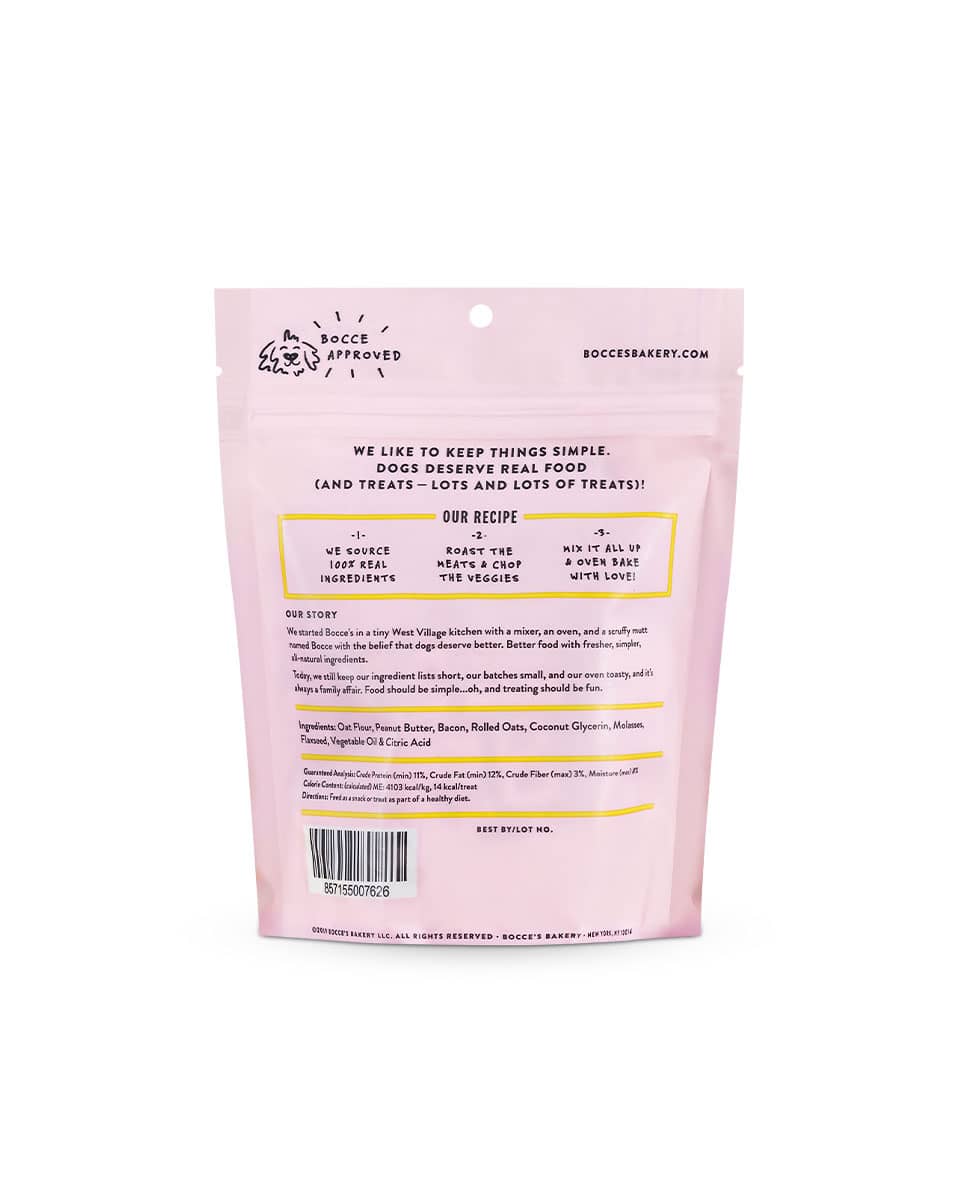 BOCCE
APPROVED
BOCCESBAKERY.COM
WE LIKE TO KEEP THINGS SIMPLE.
DOGS DESERVE REAL FOOD
(AND TREATS — LOTS AND LOTS OF TREATS)!
OUR RECIPE
-1-
WE SOURCE
100% REAL
INGREDIENTS
-2-
ROAST THE
MEATS & CHOP
THE VEGGIES
-3-
MIX IT ALL UP
& OVEN BAKE
WITH LOVE!
OUR STORY
We started Bocce's in a tiny West Village kitchen with a mixer, an oven, and a scruffy mutt
named Bocce with the belief that dogs deserve better. Better food with fresher, simpler,
all-natural ingredients.
Today, we still keep our ingredient lists short, our batches small, and our oven toasty, and it's
always a family affair. Food should be simple...oh, and treating should be fun.
Ingredients: Oat Flour, Peanut Butter, Bacon, Rolled Oats, Coconut Glycerin, Molasses,
Flaxseed, Vegetable Oil & Citric Acid
Guaranteed Analysis: Crude Protein (min) 11%, Crude Fat (min) 12%, Crude Fiber (max) 3%, Moisture (max)
Calorie Content: (calculated) ME: 4103 kcal/kg, 14 kcal/treat
Directions: Feed as a snack or treat as part of a healthy diet.
BEST BY/LOT NO.
857155007626
©2019 BOCCE'S BAKERY LLC. ALL RIGHTS RESERVED • BOCCE'S BAKERY • NEW YORK, NY 10014